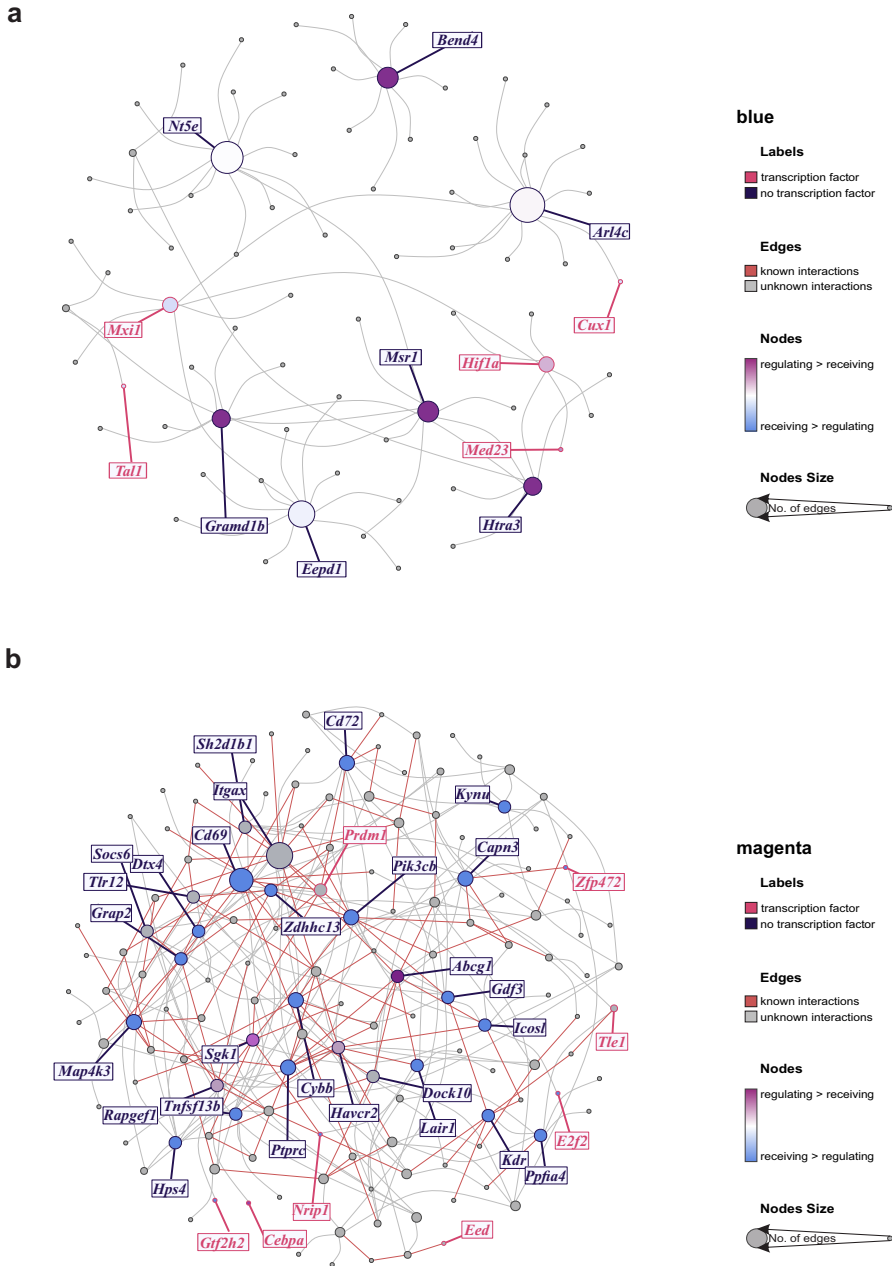 a
Bend4
Nt5e
Arl4c
Mxi1
Cux1
Msr1
Hif1a
Tal1
Med23
Gramd1b
Htra3
Eepd1
blue
Labels
transcription factor
no transcription factor
Edges
known interactions
unknown interactions
Nodes
regulating > receiving
receiving > regulating
Nodes Size
No. of edges
b
Cd72
Sh2d1b1
Itgax
Kynu
Cd69
Prdm1
Socs6
Dtx4
Pik3cb
Capn3
Tlr12
Zfp472
Grap2
Zdhhc13
Abcg1
Gdf3
Icosl
Tle1
Map4k3
Sgk1
Cybb
Dock10
Rapgef1
Tnfsf13b
Havcr2
Lair1
E2f2
Ptprc
Kdr
Ppfia4
Hps4
Nrip1
Gtf2h2
Cebpa
Eed
magenta
Labels
transcription factor
no transcription factor
Edges
known interactions
unknown interactions
Nodes
regulating > receiving
receiving > regulating
Nodes Size
No. of edges